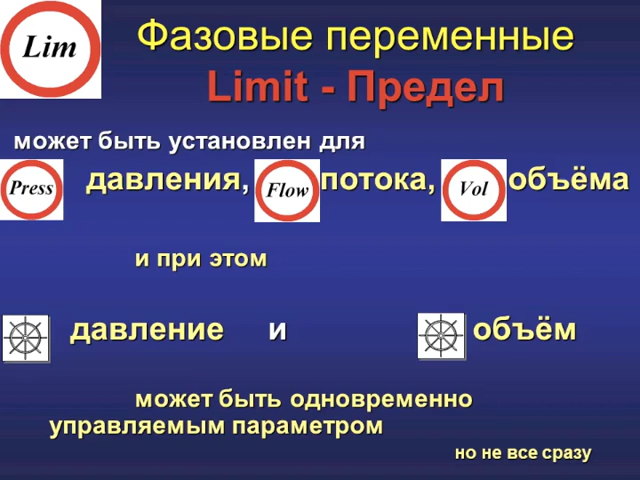 Lim
Фазовые переменные
Limit - Предел
может быть установлен для
Press давления, Flow потока, Vol объёма
и при этом
давление и объём
может быть одновременно
управляемым параметром
но не все сразу